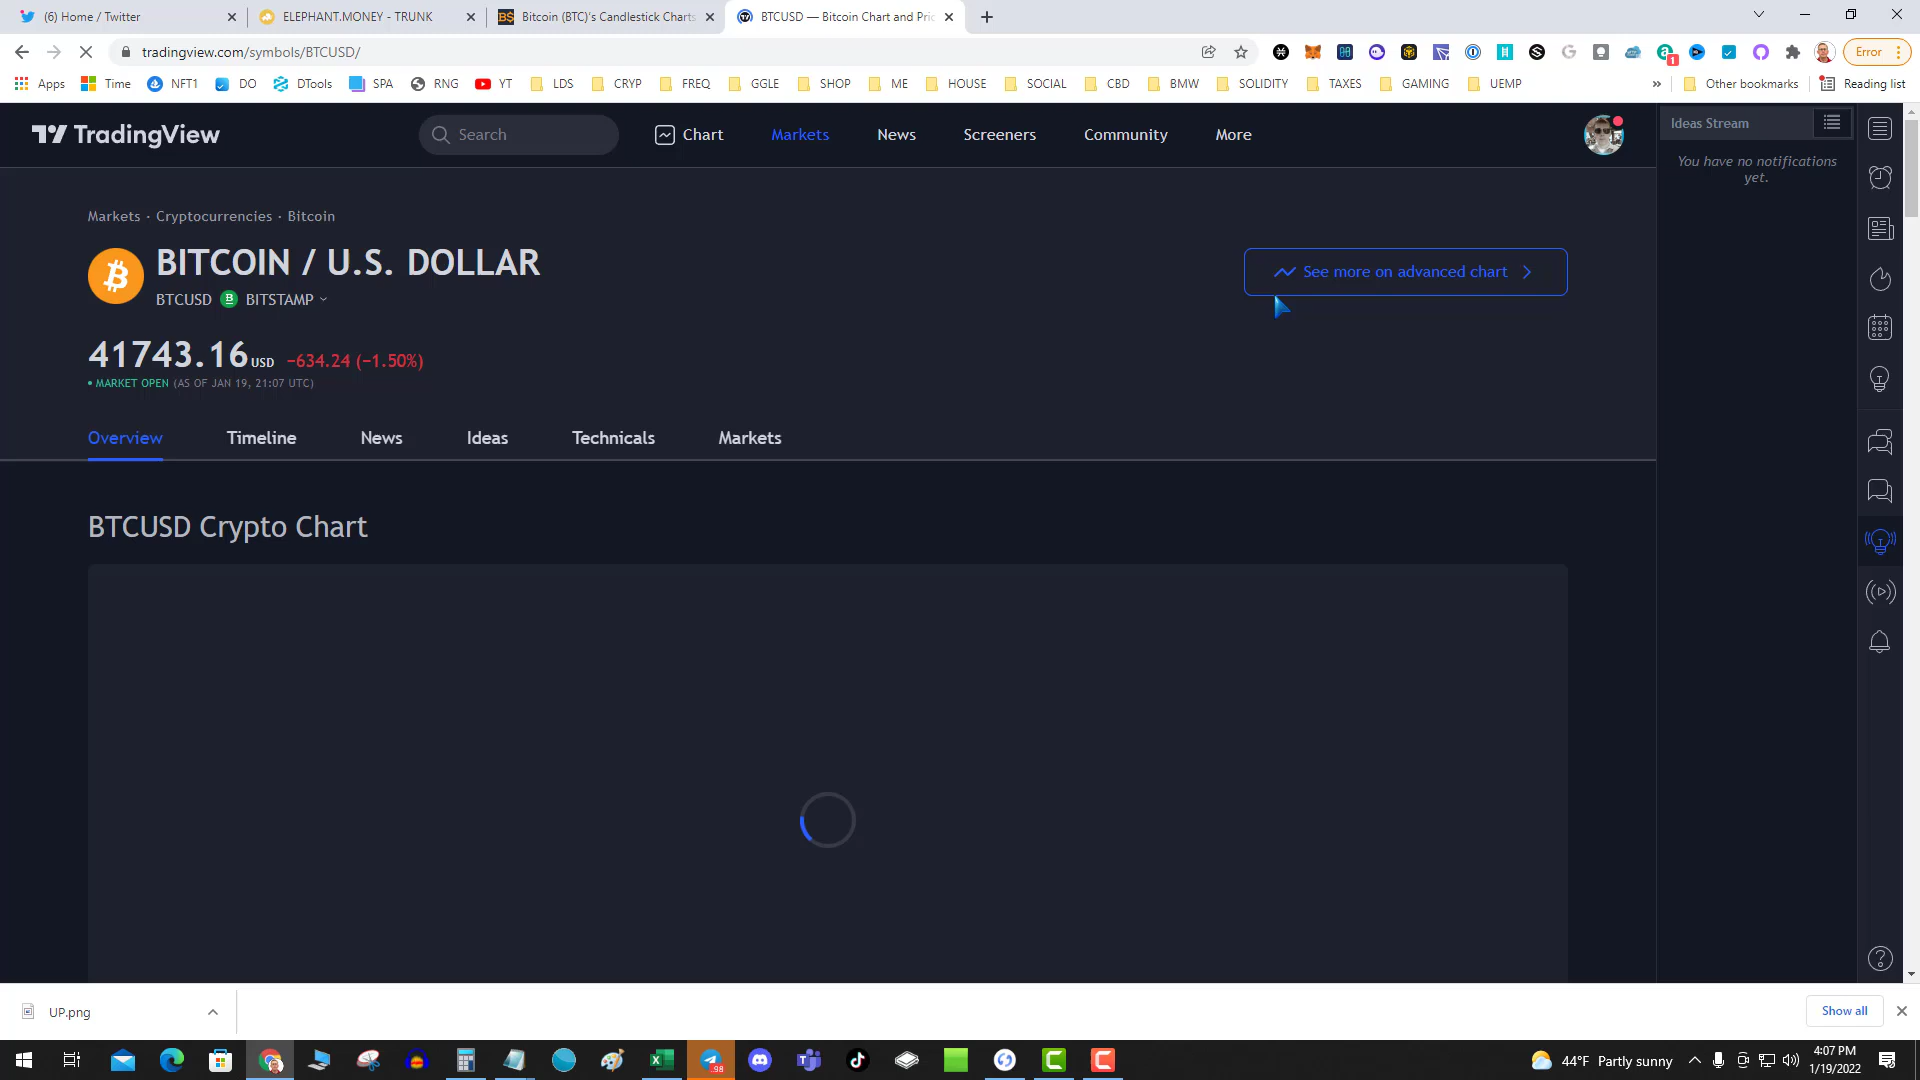 (6) Home / Twitter
ELEPHANT.MONEY - TRUNK
Bitcoin (BTC)'s Candlestick Charts
BTCUSD — Bitcoin Chart and Pric
tradingview.com/symbols/BTCUSD/
1
Error
Apps Time NFT1 DO DTools SPA RNG YT LDS CRYP FREQ GGLE SHOP ME HOUSE SOCIAL CBD BMW SOLIDITY TAXES GAMING UEMP » Other bookmarks Reading list
TradingView
Search
Chart
Markets
News
Screeners
Community
More
Ideas Stream
You have no notifications
yet.
Markets · Cryptocurrencies · Bitcoin
BITCOIN / U.S. DOLLAR
BTCUSD B BITSTAMP
See more on advanced chart
41743.16 USD −634.24 (−1.50%)
• MARKET OPEN (AS OF JAN 19, 21:07 UTC)
Overview Timeline News Ideas Technicals Markets
BTCUSD Crypto Chart
UP.png
Show all
.98
44°F Partly sunny
4:07 PM
1/19/2022